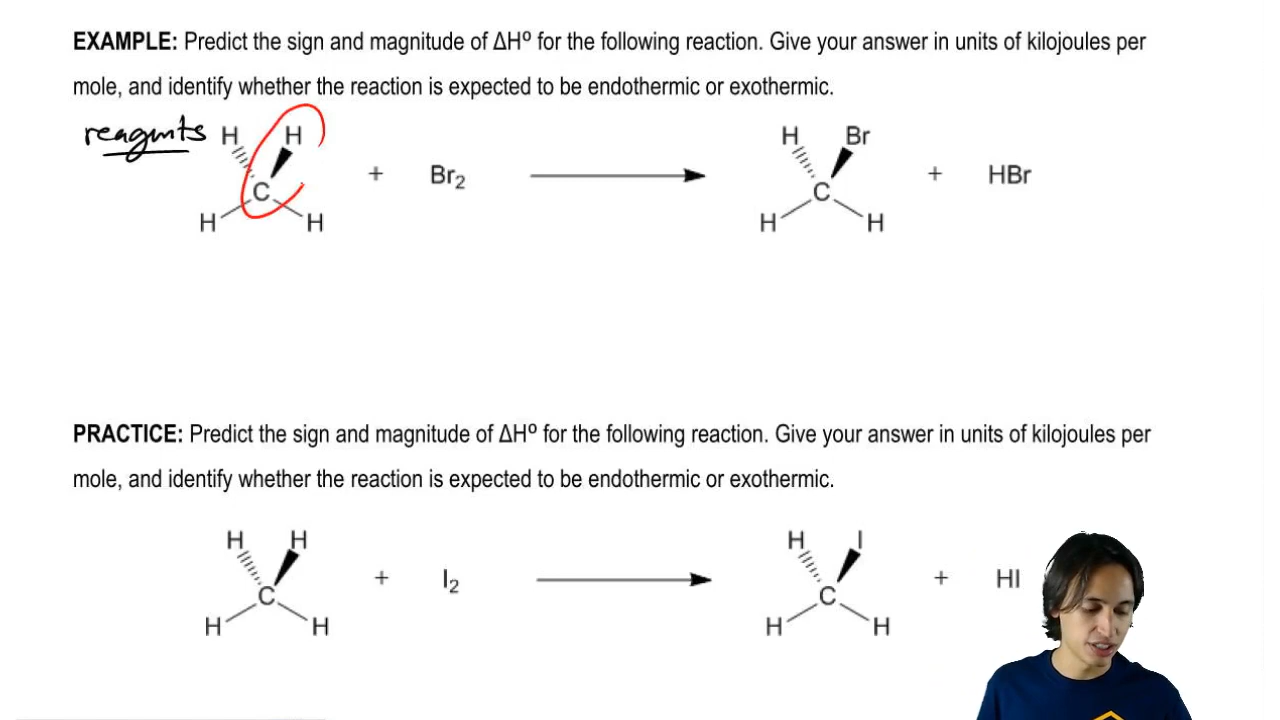 EXAMPLE: Predict the sign and magnitude of ΔHº for the following reaction. Give your answer in units of kilojoules per
mole, and identify whether the reaction is expected to be endothermic or exothermic.
reagents H H Br
C + Br₂ C + HBr
H H H H
PRACTICE: Predict the sign and magnitude of ΔHº for the following reaction. Give your answer in units of kilojoules per
mole, and identify whether the reaction is expected to be endothermic or exothermic.
H H H I
C + I₂ C + HI
H H H H